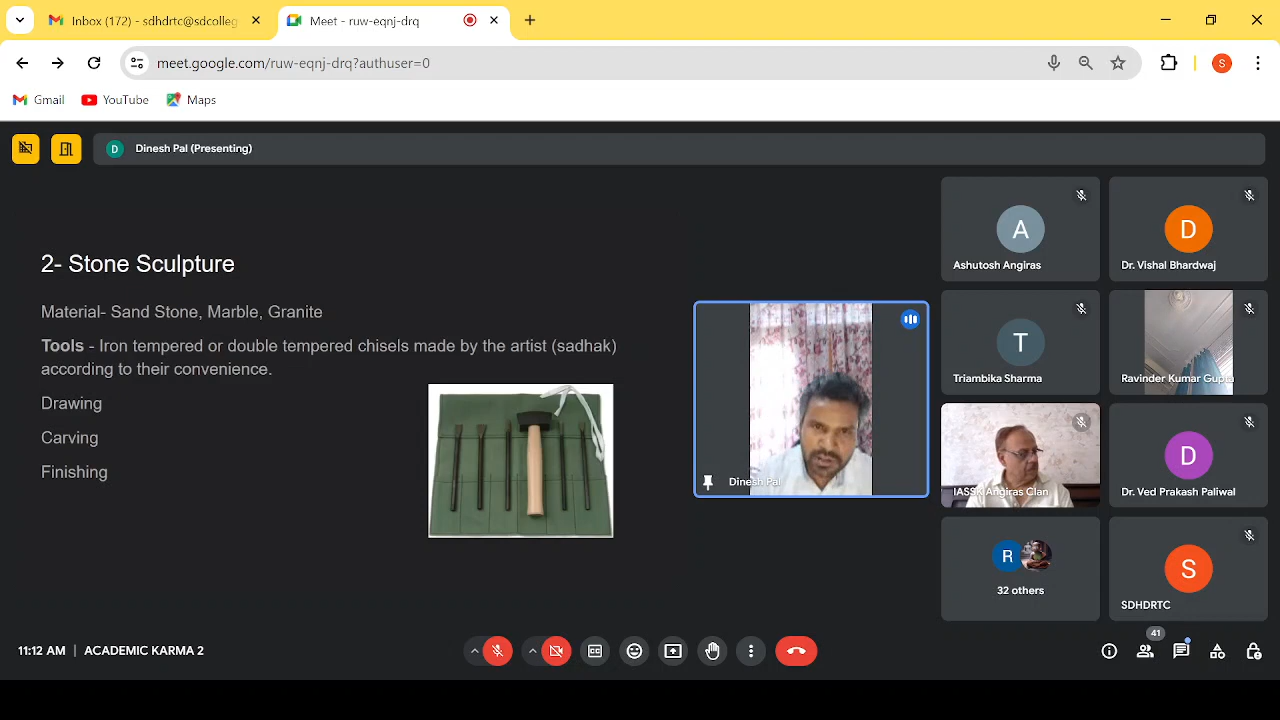 Inbox (172) - sdhdrtc@sdcolleg
Meet - ruw-eqnj-drq
meet.google.com/ruw-eqnj-drq?authuser=0
S
Gmail
YouTube
Maps
D
Dinesh Pal (Presenting)
2- Stone Sculpture
Material- Sand Stone, Marble, Granite
Tools - Iron tempered or double tempered chisels made by the artist (sadhak)
according to their convenience.
Drawing
Carving
Finishing
Dinesh Pal
A
Ashutosh Angiras
D
Dr. Vishal Bhardwaj
T
Triambika Sharma
Ravinder Kumar Gupta
IASSK Angiras Clan
D
Dr. Ved Prakash Paliwal
R
32 others
S
SDHDRTC
11:12 AM | ACADEMIC KARMA 2
41